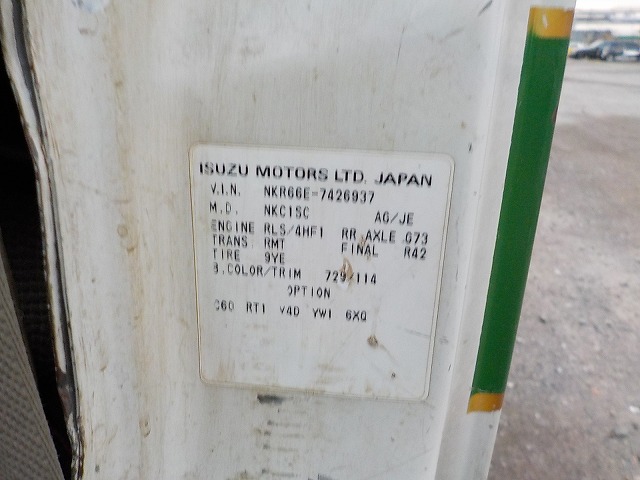 ISUZU MOTORS LTD. JAPAN
V.I.N. NKR66E-7426937
M.D. NKC1SC AG/JE
ENGINE RLS/4HF1 RR AXLE G73
TRANS RMT FINAL R42
TIRE 9YE
B.COLOR/TRIM 729/114
OPTION
C60 RT1 V4D YW1 6XQ